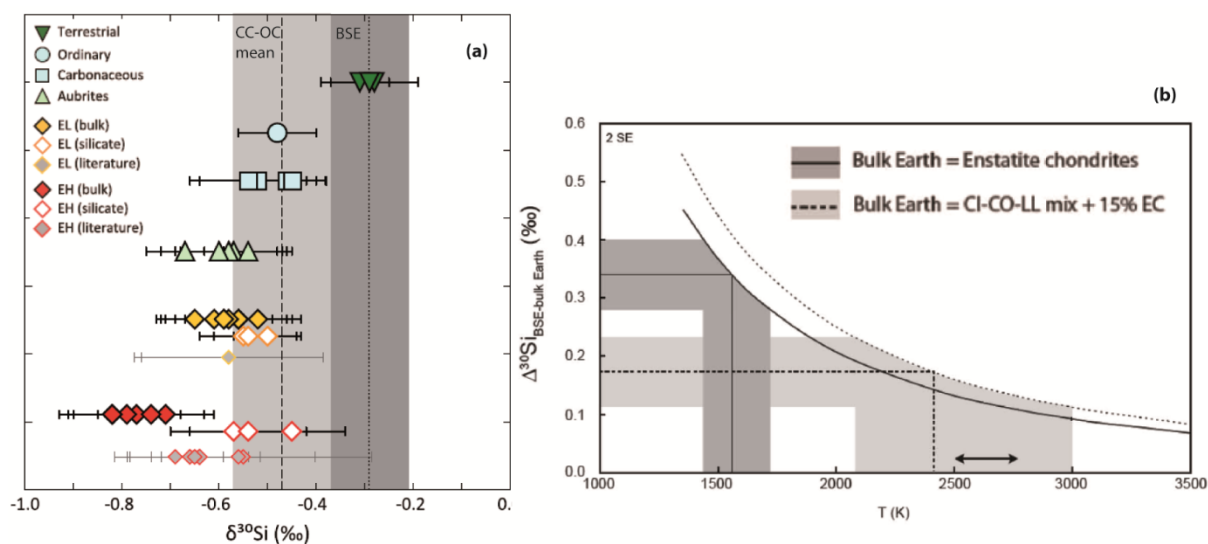 Terrestrial
Ordinary
Carbonaceous
Aubrites
EL (bulk)
EL (silicate)
EL (literature)
EH (bulk)
EH (silicate)
EH (literature)
CC-OC
mean
BSE
(a)
-1.0
-0.8
-0.6
-0.4
-0.2
0.
δ³⁰Si (‰)
(b)
2 SE
Bulk Earth = Enstatite chondrites
Bulk Earth = CI-CO-LL mix + 15% EC
0.6
0.5
0.4
0.3
0.2
0.1
0.0
Δ³⁰Si BSE-bulk Earth (‰)
1000
1500
2000
2500
3000
3500
T (K)